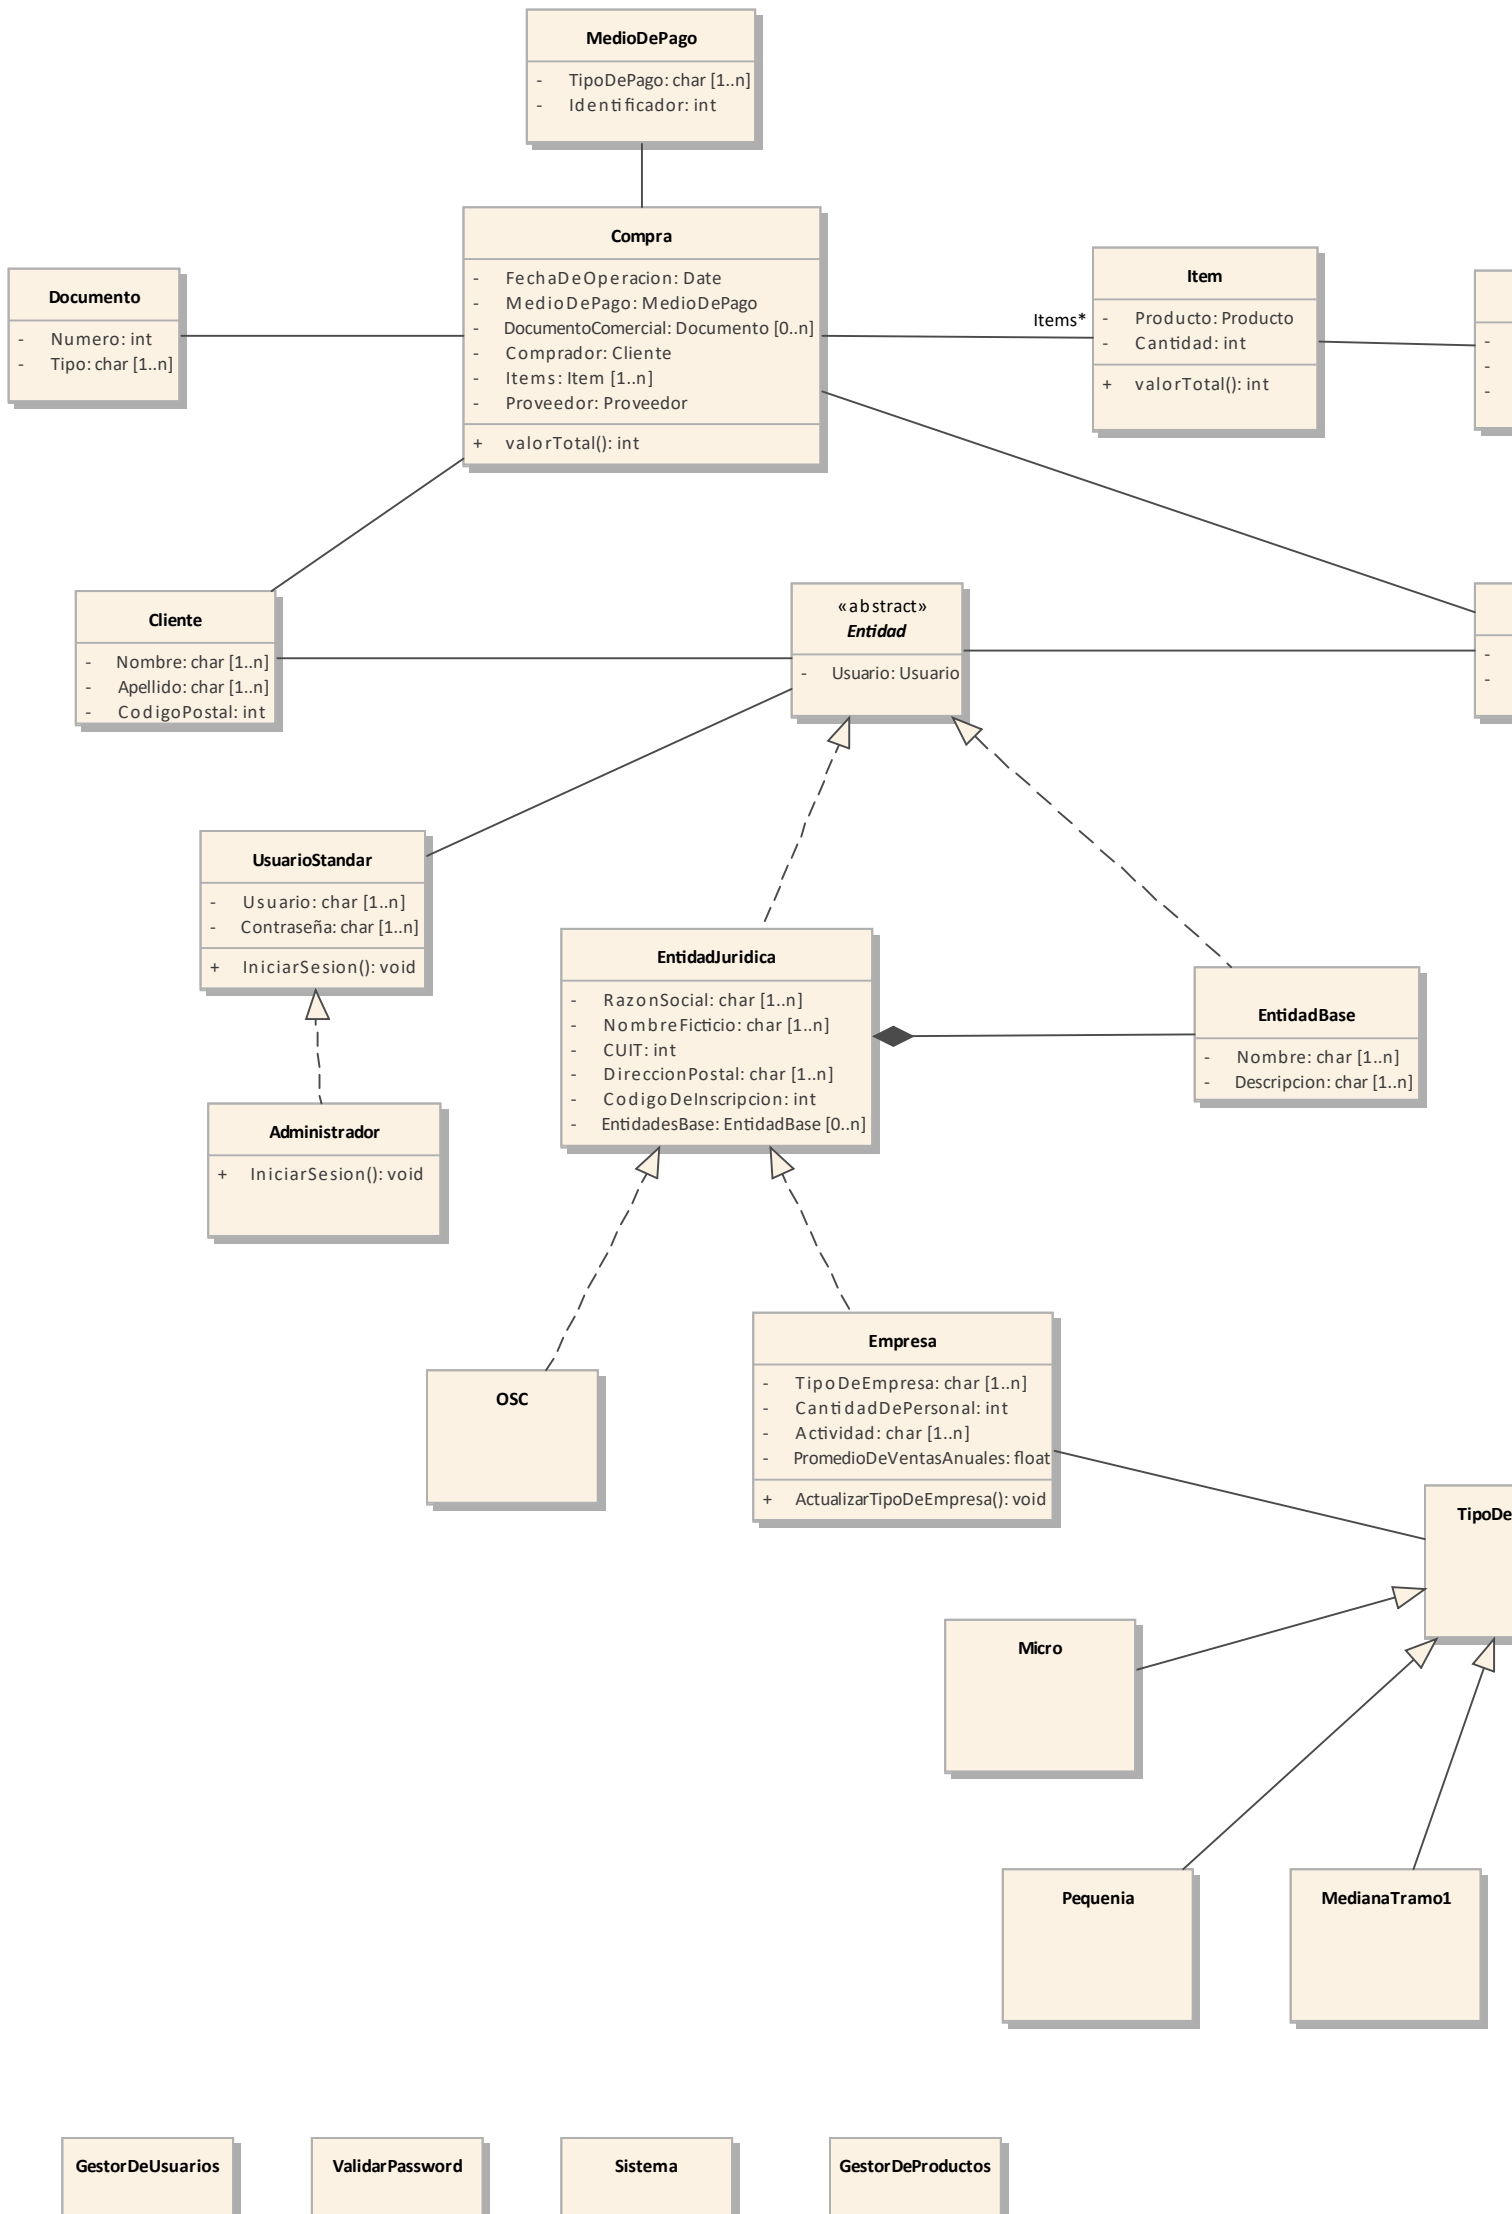 MedioDePago
- TipoDePago: char [1..n]
- Identificador: int
Compra
- FechaDeOperacion: Date
- MedioDePago: MedioDePago
- DocumentoComercial: Documento [0..n]
- Comprador: Cliente
- Items: Item [1..n]
- Proveedor: Proveedor
+ valorTotal(): int
Documento
- Numero: int
- Tipo: char [1..n]
Items*
Item
- Producto: Producto
- Cantidad: int
+ valorTotal(): int
-
-
-
Cliente
- Nombre: char [1..n]
- Apellido: char [1..n]
- CodigoPostal: int
«abstract»
Entidad
- Usuario: Usuario
-
-
UsuarioStandar
- Usuario: char [1..n]
- Contraseña: char [1..n]
+ IniciarSesion(): void
EntidadJuridica
- RazonSocial: char [1..n]
- NombreFicticio: char [1..n]
- CUIT: int
- DireccionPostal: char [1..n]
- CodigoDeInscripcion: int
- EntidadesBase: EntidadBase [0..n]
EntidadBase
- Nombre: char [1..n]
- Descripcion: char [1..n]
Administrador
+ IniciarSesion(): void
OSC
Empresa
- TipoDeEmpresa: char [1..n]
- CantidadDePersonal: int
- Actividad: char [1..n]
- PromedioDeVentasAnuales: float
+ ActualizarTipoDeEmpresa(): void
TipoDe
Micro
Pequenia
MedianaTramo1
GestorDeUsuarios
ValidarPassword
Sistema
GestorDeProductos